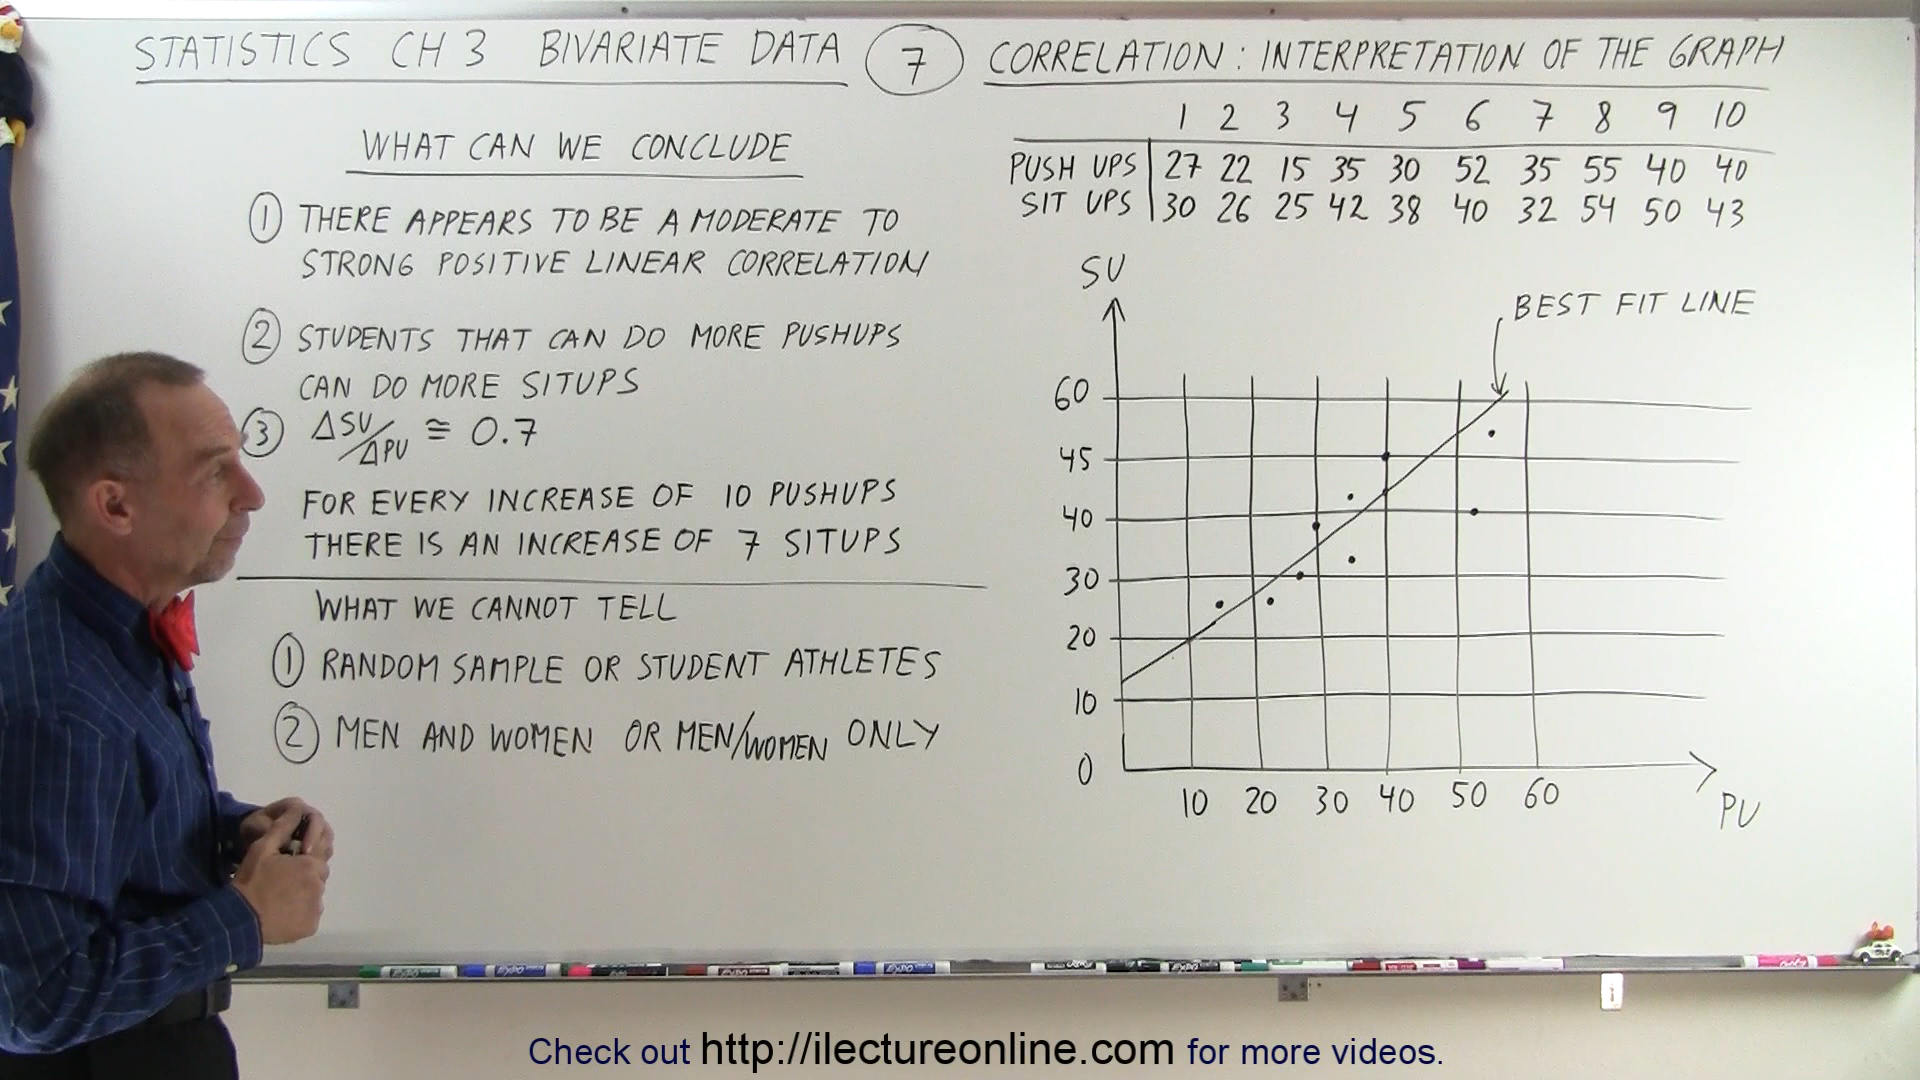 STATISTICS CH 3 BIVARIATE DATA 7 CORRELATION: INTERPRETATION OF THE GRAPH
WHAT CAN WE CONCLUDE
1 THERE APPEARS TO BE A MODERATE TO
STRONG POSITIVE LINEAR CORRELATION
2 STUDENTS THAT CAN DO MORE PUSHUPS
CAN DO MORE SITUPS
3 ΔSU/ΔPU ≅ 0.7
FOR EVERY INCREASE OF 10 PUSHUPS
THERE IS AN INCREASE OF 7 SITUPS
WHAT WE CANNOT TELL
1 RANDOM SAMPLE OR STUDENT ATHLETES
2 MEN AND WOMEN OR MEN/WOMEN ONLY
1 2 3 4 5 6 7 8 9 10
PUSH UPS 27 22 15 35 30 52 35 55 40 40
SIT UPS 30 26 25 42 38 40 32 54 50 43
SU
BEST FIT LINE
60
45
40
30
20
10
0
10 20 30 40 50 60
PU
Check out http://ilectureonline.com for more videos.